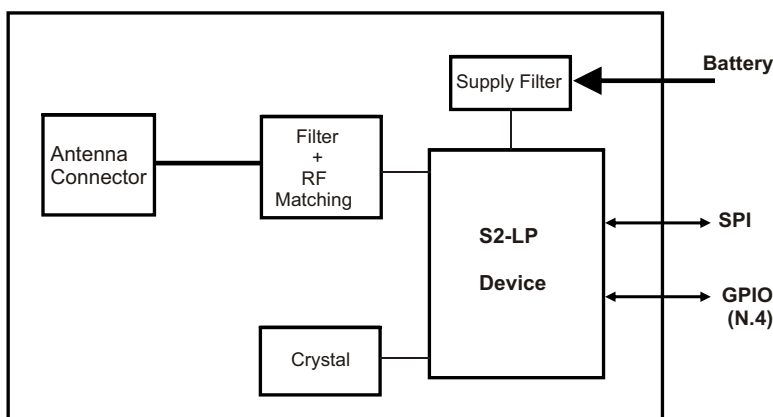 Battery
Supply Filter
Antenna
Connector
Filter
+
RF
Matching
S2-LP
Device
SPI
GPIO
(N.4)
Crystal